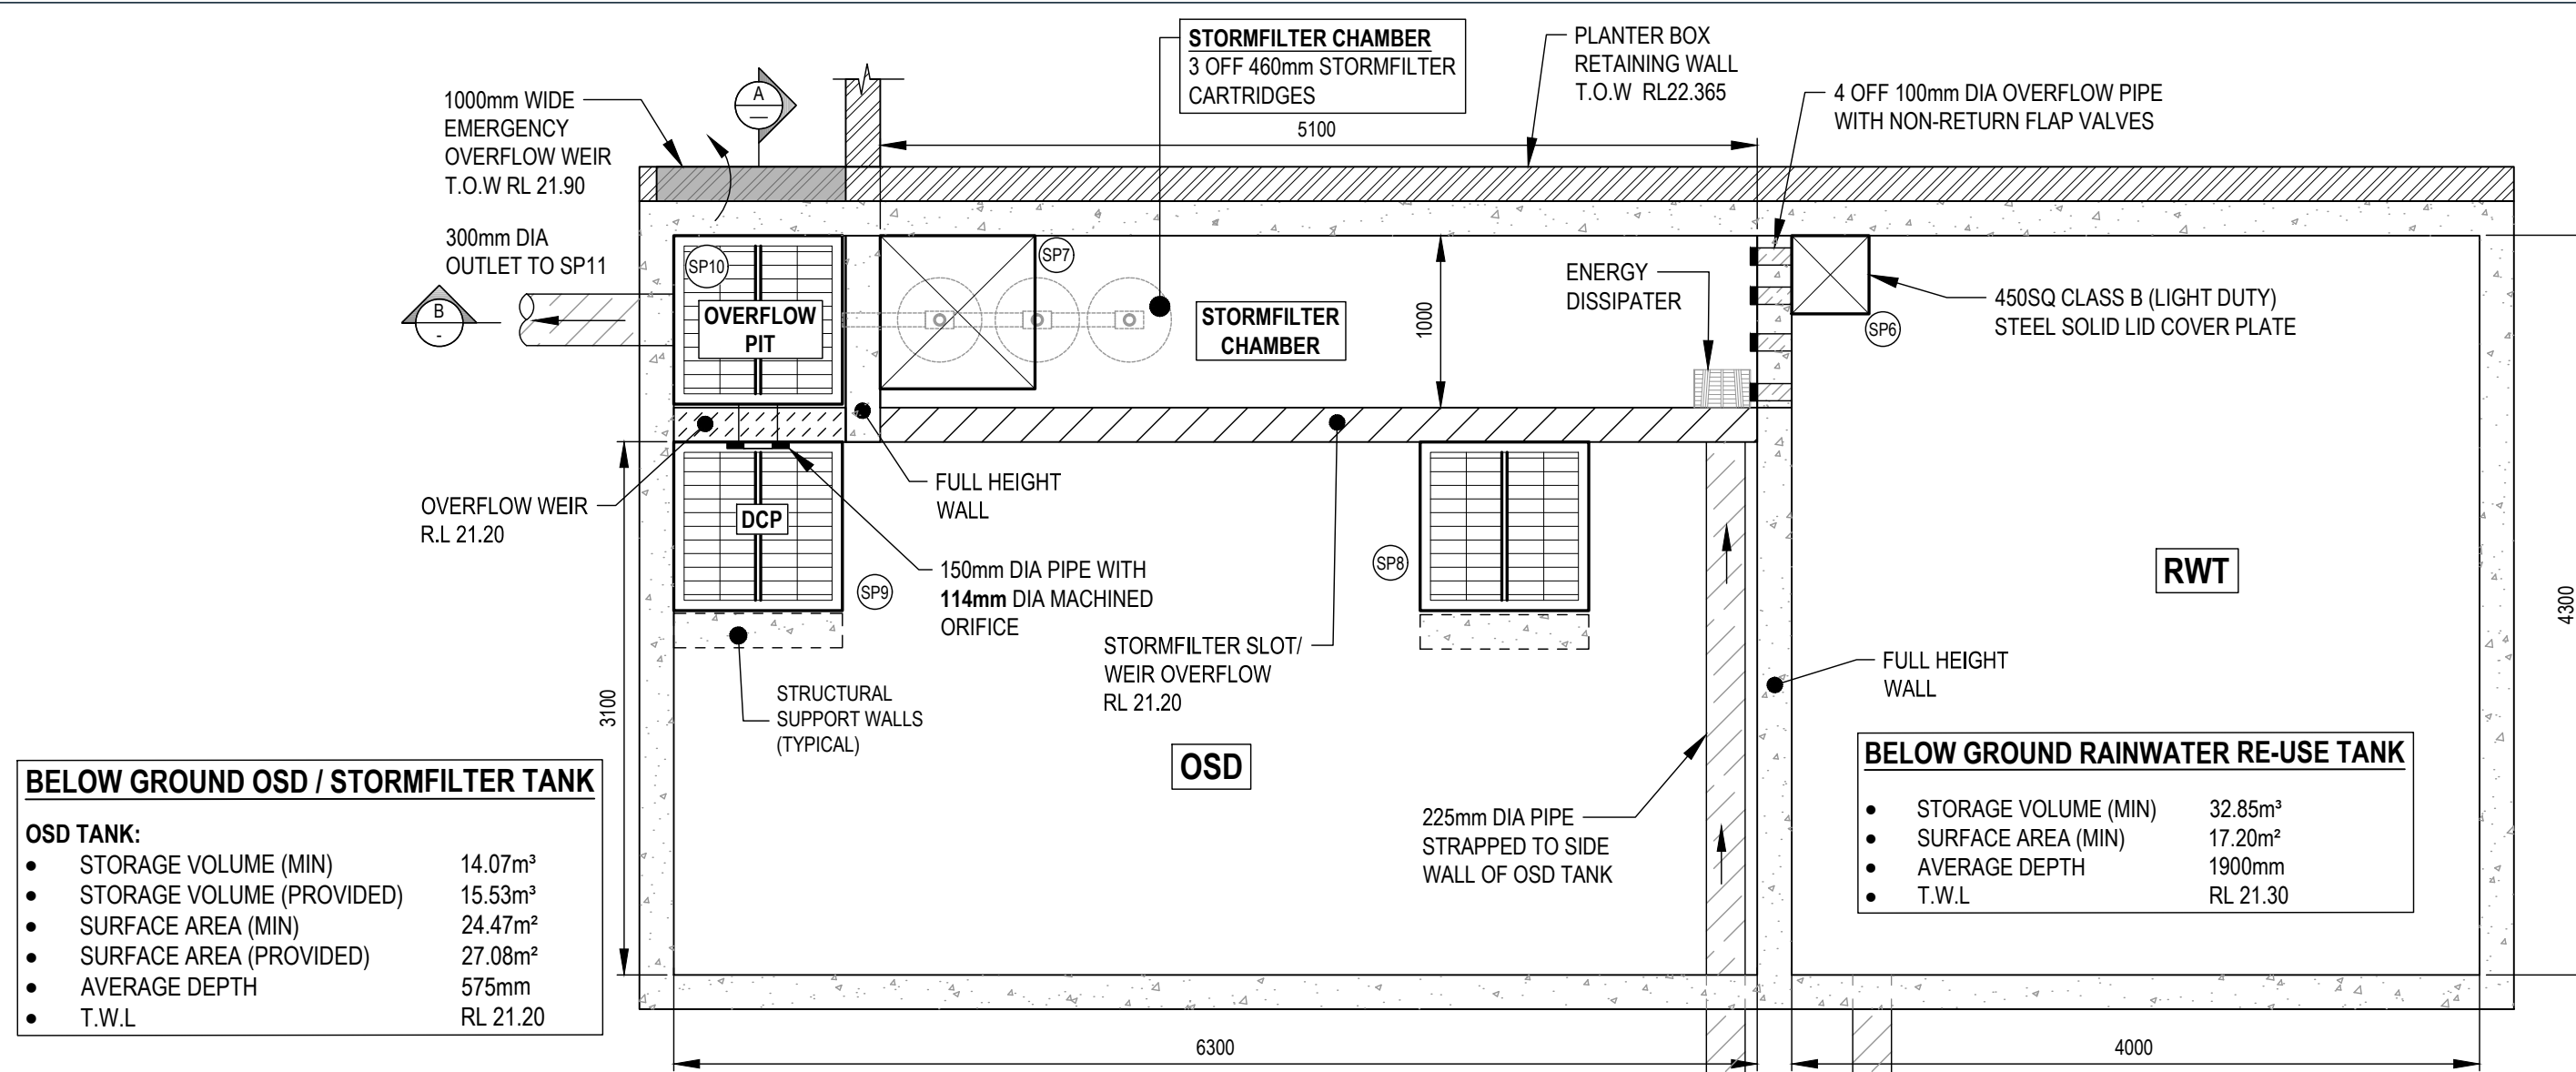 STORMFILTER CHAMBER
3 OFF 460mm STORMFILTER
CARTRIDGES
PLANTER BOX
RETAINING WALL
T.O.W RL22.365
4 OFF 100mm DIA OVERFLOW PIPE
WITH NON-RETURN FLAP VALVES
1000mm WIDE
EMERGENCY
OVERFLOW WEIR
T.O.W RL 21.90
A
5100
300mm DIA
OUTLET TO SP11
B
-
SP10
OVERFLOW
PIT
SP7
STORMFILTER
CHAMBER
1000
ENERGY
DISSIPATER
450SQ CLASS B (LIGHT DUTY)
STEEL SOLID LID COVER PLATE
SP6
OVERFLOW WEIR
R.L 21.20
FULL HEIGHT
WALL
DCP
SP9
150mm DIA PIPE WITH
114mm DIA MACHINED
ORIFICE
SP8
RWT
4300
STORMFILTER SLOT/
WEIR OVERFLOW
RL 21.20
FULL HEIGHT
WALL
3100
STRUCTURAL
SUPPORT WALLS
(TYPICAL)
OSD
225mm DIA PIPE
STRAPPED TO SIDE
WALL OF OSD TANK
BELOW GROUND OSD / STORMFILTER TANK
OSD TANK:
• STORAGE VOLUME (MIN) 14.07m³
• STORAGE VOLUME (PROVIDED) 15.53m³
• SURFACE AREA (MIN) 24.47m²
• SURFACE AREA (PROVIDED) 27.08m²
• AVERAGE DEPTH 575mm
• T.W.L RL 21.20
BELOW GROUND RAINWATER RE-USE TANK
• STORAGE VOLUME (MIN) 32.85m³
• SURFACE AREA (MIN) 17.20m²
• AVERAGE DEPTH 1900mm
• T.W.L RL 21.30
6300
4000